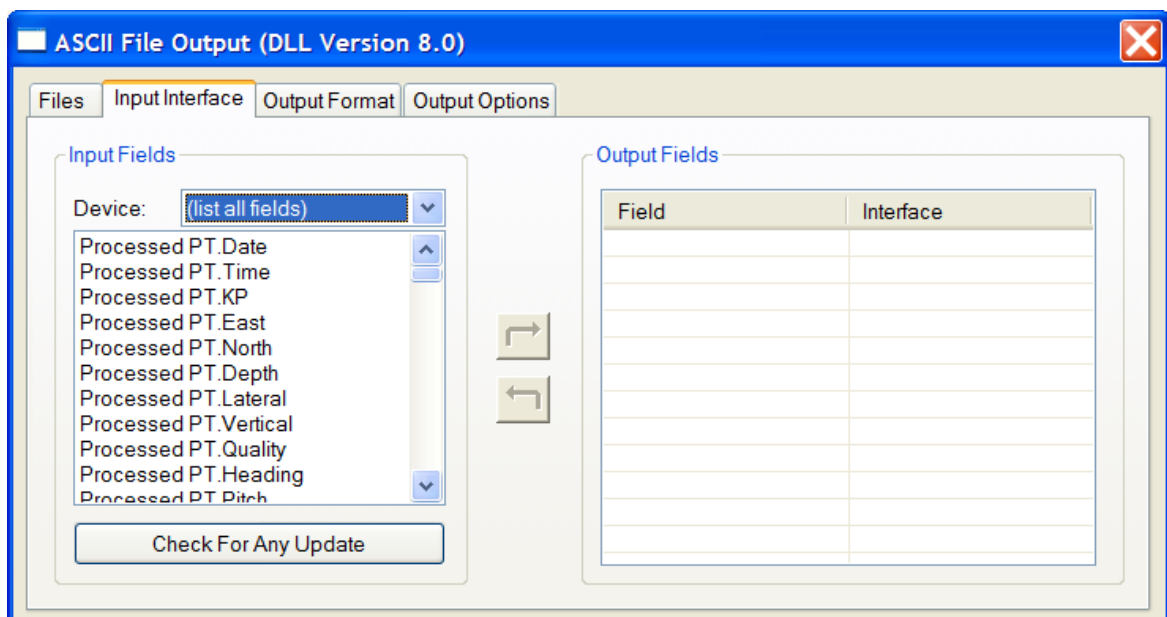 ASCII File Output (DLL Version 8.0)
Files Input Interface Output Format Output Options
Input Fields
Device: (list all fields)
Processed PT.Date
Processed PT.Time
Processed PT.KP
Processed PT.East
Processed PT.North
Processed PT.Depth
Processed PT.Lateral
Processed PT.Vertical
Processed PT.Quality
Processed PT.Heading
Processed PT.Pitch
Check For Any Update
Output Fields
Field Interface